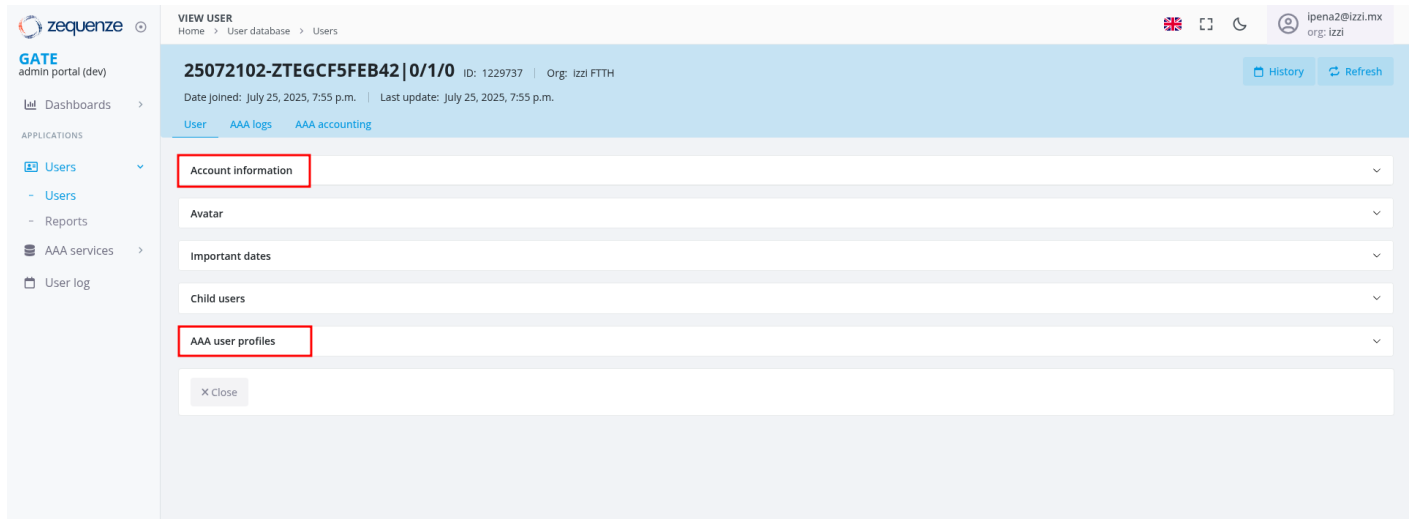 zequenze
GATE
admin portal (dev)
Dashboards
APPLICATIONS
Users
- Users
- Reports
AAA services
User log
VIEW USER
Home > User database > Users
ipena2@izzi.mx
org: izzi
25072102-ZTEGCF5FEB42|0/1/0 ID: 1229737 | Org: izzi FTTH
History
Refresh
Date joined: July 25, 2025, 7:55 p.m. | Last update: July 25, 2025, 7:55 p.m.
User AAA logs AAA accounting
Account information
Avatar
Important dates
Child users
AAA user profiles
× Close